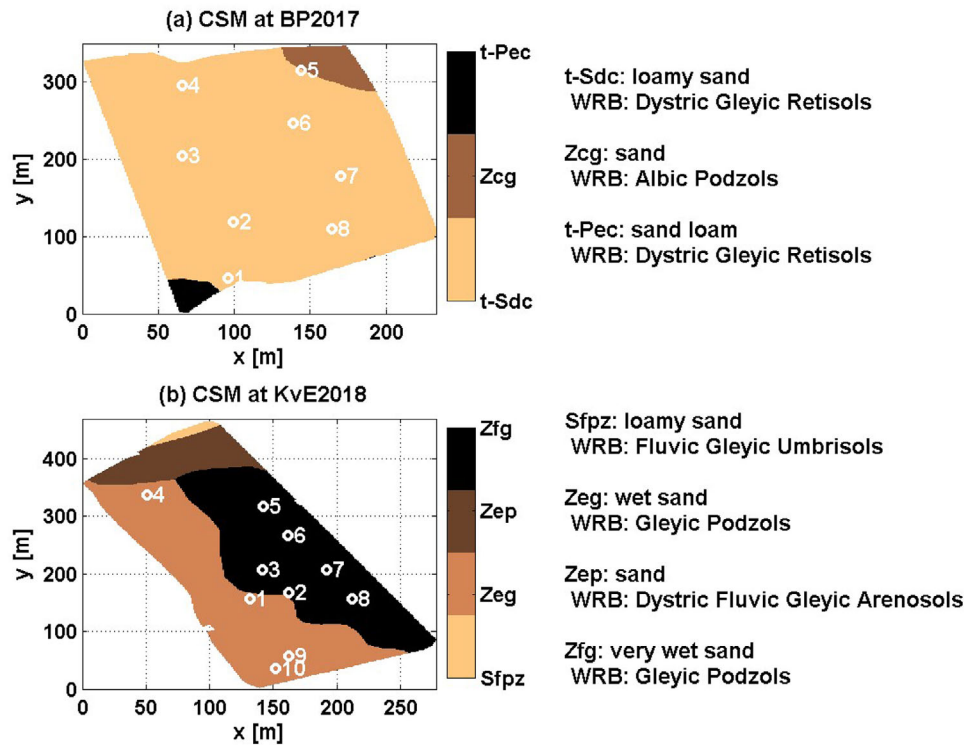 (a) CSM at BP2017
y [m]
300
200
100
0
0 50 100 150 200
x [m]
4
5
6
3
7
2
8
1
t-Pec
Zcg
t-Sdc
t-Sdc: loamy sand
WRB: Dystric Gleyic Retisols
Zcg: sand
WRB: Albic Podzols
t-Pec: sand loam
WRB: Dystric Gleyic Retisols
(b) CSM at KvE2018
y [m]
400
300
200
100
0
0 50 100 150 200 250
x [m]
4
5
6
3
7
1
2
8
9
10
Zfg
Zep
Zeg
Sfpz
Sfpz: loamy sand
WRB: Fluvic Gleyic Umbrisols
Zeg: wet sand
WRB: Gleyic Podzols
Zep: sand
WRB: Dystric Fluvic Gleyic Arenosols
Zfg: very wet sand
WRB: Gleyic Podzols